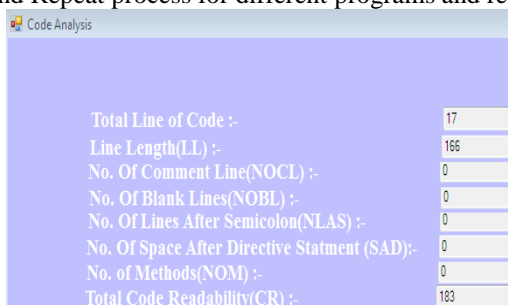 nd Repeat process for different programs and re
Code Analysis
Total Line of Code :- 17
Line Length(LL) :- 166
No. Of Comment Line(NOCL) :- 0
No. Of Blank Lines(NOBL) :- 0
No. Of Lines After Semicolon(NLAS) :- 0
No. Of Space After Directive Statment (SAD):- 0
No. of Methods(NOM) :- 0
Total Code Readability(CR) :- 183